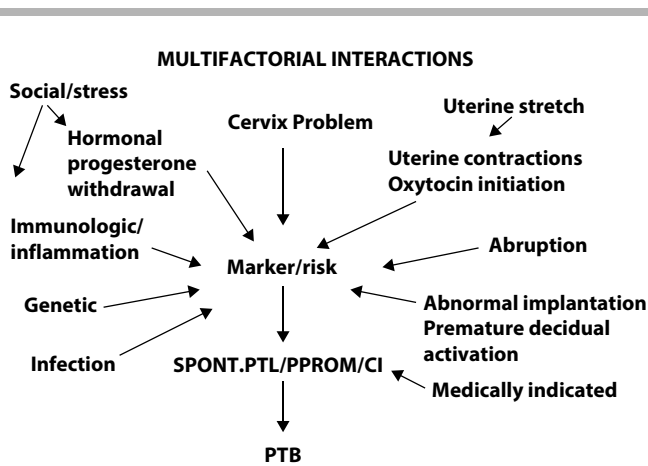 MULTIFACTORIAL INTERACTIONS
Social/stress
Cervix Problem
Uterine stretch
Hormonal
progesterone
withdrawal
Uterine contractions
Oxytocin initiation
Immunologic/
inflammation
Marker/risk
Abruption
Genetic
Abnormal implantation
Premature decidual
activation
Infection
SPONT.PTL/PPROM/CI
Medically indicated
PTB